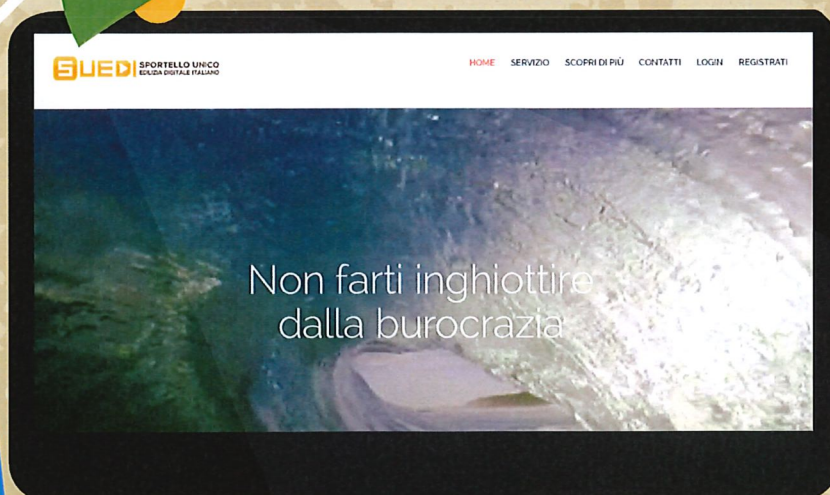 SUEDI SPORTELLO UNICO
EDILIZIA DIGITALE ITALIANO
HOME SERVIZIO SCOPRI DI PIÙ CONTATTI LOGIN REGISTRATI
Non farti inghiottire
dalla burocrazia